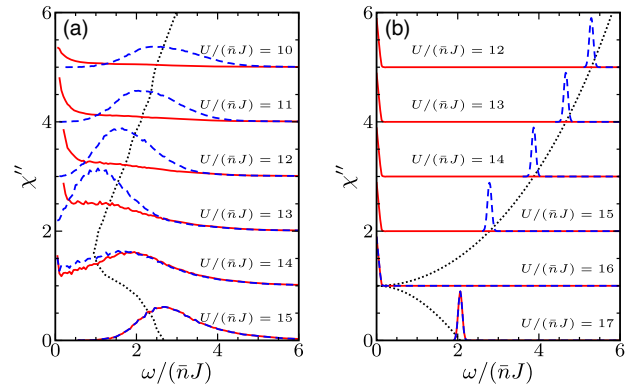 (a)
U/(n̄J) = 10
U/(n̄J) = 11
U/(n̄J) = 12
U/(n̄J) = 13
U/(n̄J) = 14
U/(n̄J) = 15
χ″
6
4
2
0
0 2 4 6
ω/(n̄J)
(b)
U/(n̄J) = 12
U/(n̄J) = 13
U/(n̄J) = 14
U/(n̄J) = 15
U/(n̄J) = 16
U/(n̄J) = 17
χ″
6
4
2
0
0 2 4 6
ω/(n̄J)